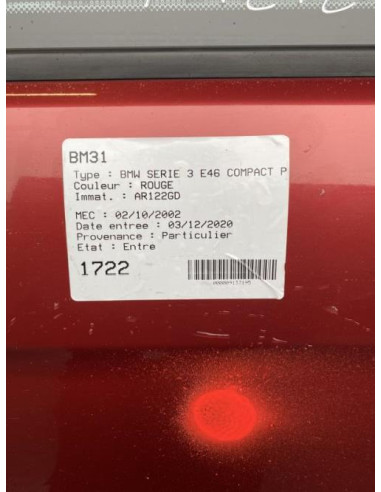 BM31
Type : BMW SERIE 3 E46 COMPACT P
Couleur : ROUGE
Immat. : AR122GD
MEC : 02/10/2002
Date entree : 03/12/2020
Provenance : Particulier
Etat : Entre
1722